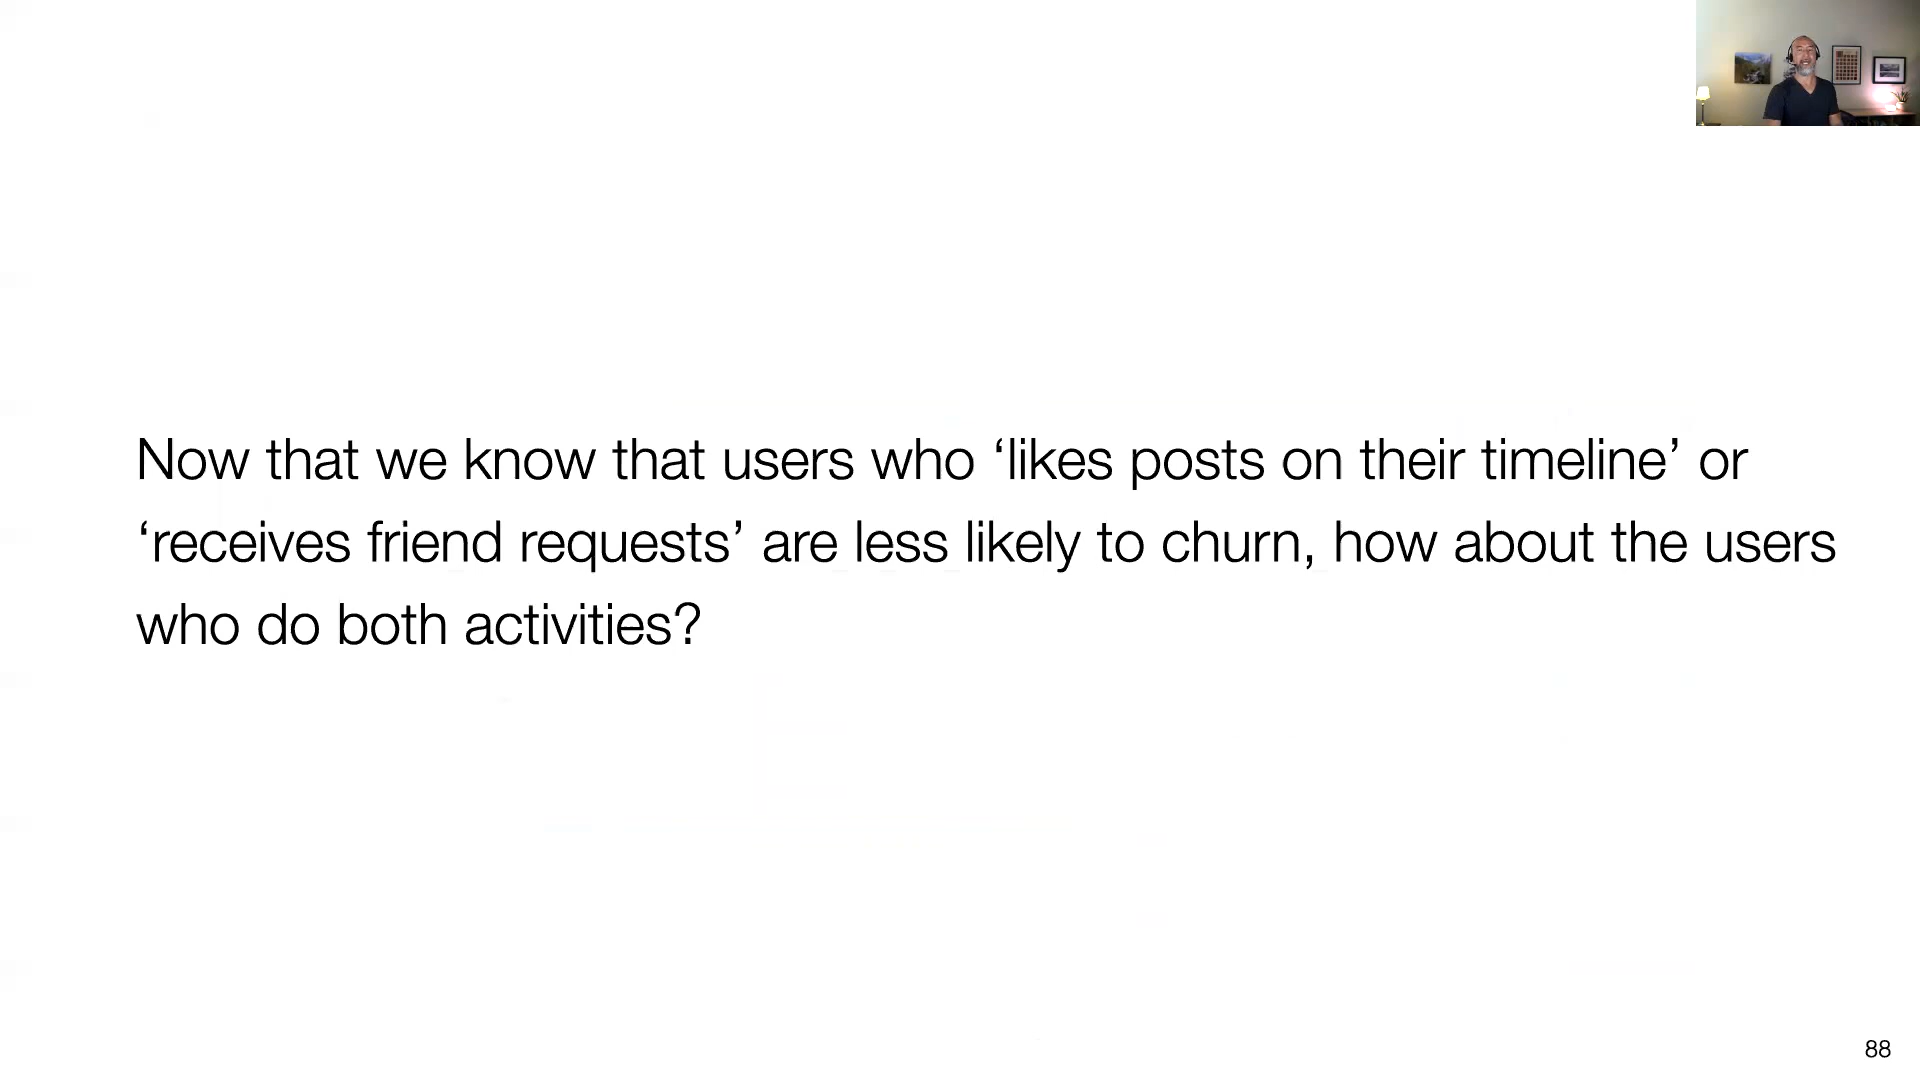 Now that we know that users who ‘likes posts on their timeline’ or
‘receives friend requests’ are less likely to churn, how about the users
who do both activities?
88